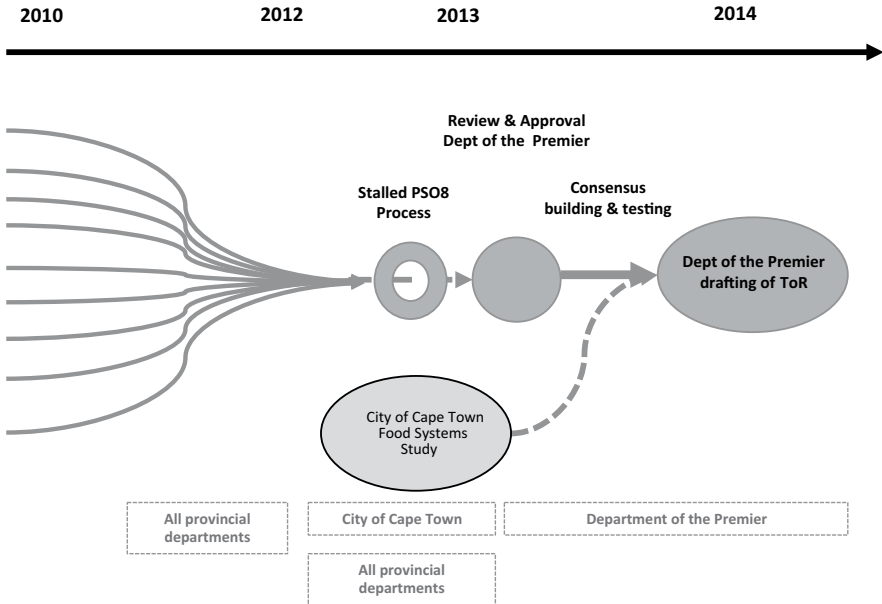 2010 2012 2013 2014
Review & Approval
Dept of the Premier
Stalled PSO8
Process
Consensus
building & testing
Dept of the Premier
drafting of ToR
City of Cape Town
Food Systems
Study
All provincial
departments
City of Cape Town
Department of the Premier
All provincial
departments